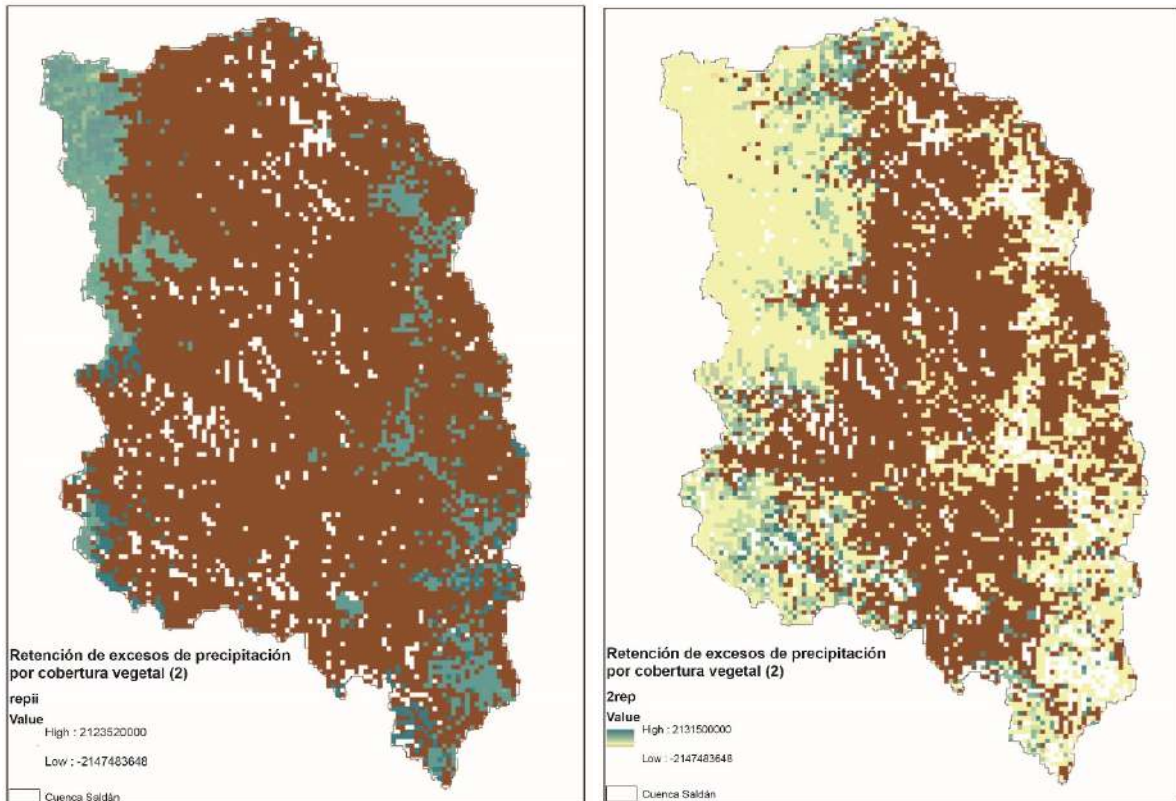 Retención de excesos de precipitación
por cobertura vegetal (2)
repii
Value
High : 2123520000
Low : -2147483648
Cuenca Saldán
Retención de excesos de precipitación
por cobertura vegetal (2)
2rep
Value
High : 2131500000
Low : -2147483648
Cuenca Saldán